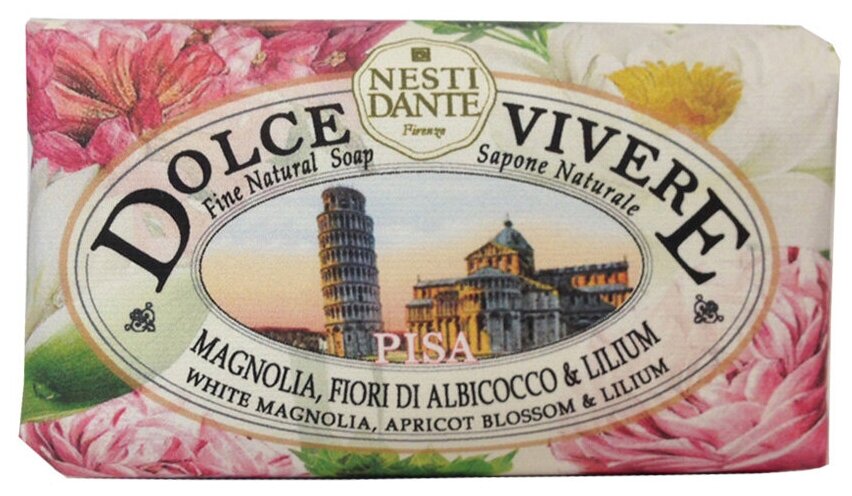 NESTI
DANTE
Firenze
DOLCE VIVERE
Fine Natural Soap
Sapone Naturale
PISA
MAGNOLIA, FIORI DI ALBICOCCO & LILIUM
WHITE MAGNOLIA, APRICOT BLOSSOM & LILIUM